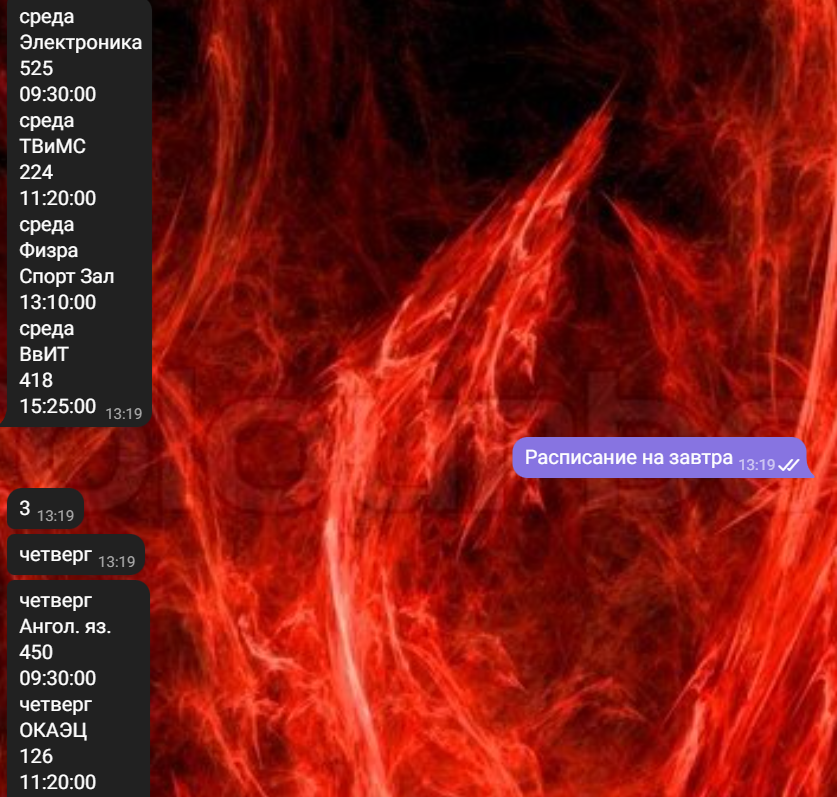 среда
Электроника
525
09:30:00
среда
ТВиМС
224
11:20:00
среда
Физра
Спорт Зал
13:10:00
среда
ВвИТ
418
15:25:00 13:19
Расписание на завтра 13:19
3 13:19
четверг 13:19
четверг
Ангол. яз.
450
09:30:00
четверг
ОКАЭЦ
126
11:20:00